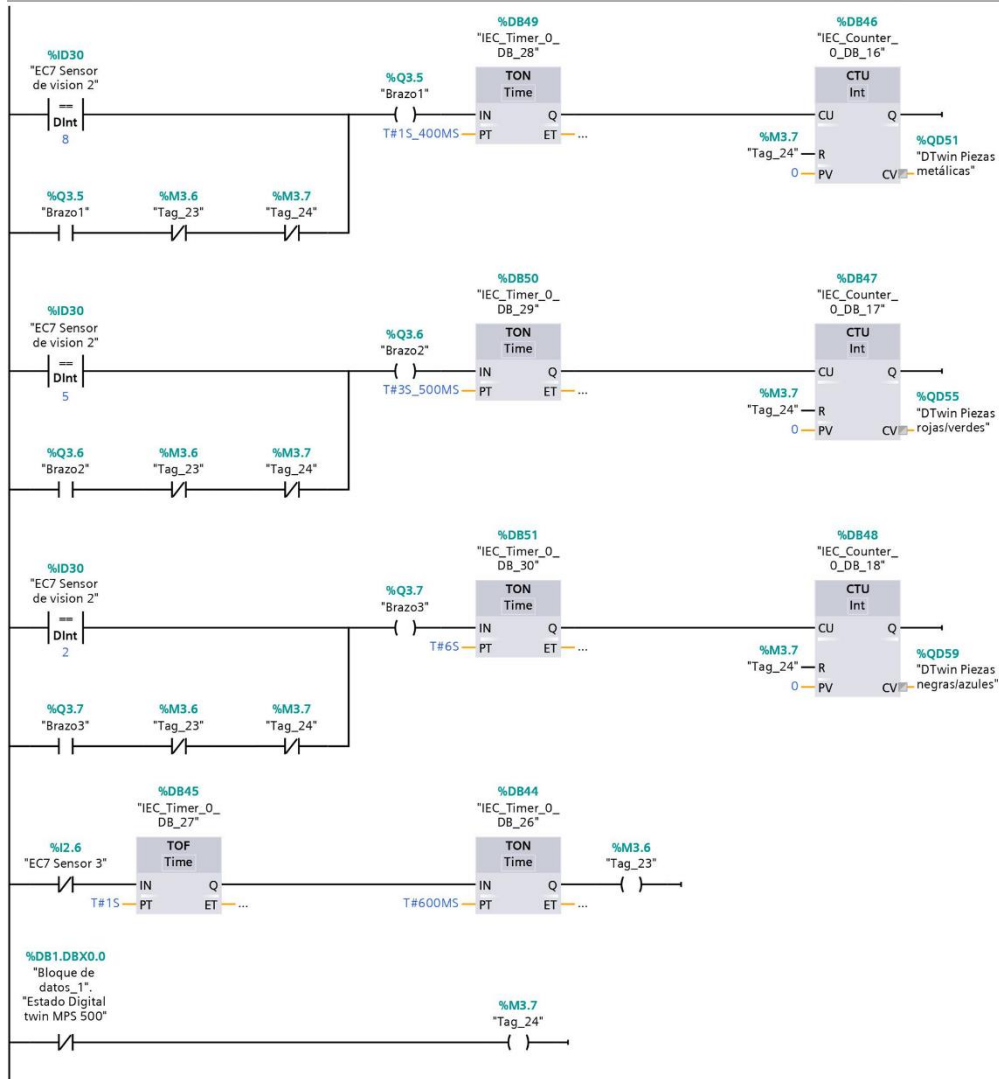 %DB49
"IEC_Timer_0_
DB_28"
%DB46
"IEC_Counter_
0_DB_16"
%ID30
"EC7 Sensor
de vision 2"
%Q3.5
"Brazo1"
TON
Time
CTU
Int
==
DInt
8
IN Q
T#1S_400MS PT ET ...
CU Q
%M3.7
"Tag_24" R
0 PV CV
%QD51
"DTwin Piezas
metálicas"
%Q3.5
"Brazo1"
%M3.6
"Tag_23"
%M3.7
"Tag_24"
%DB50
"IEC_Timer_0_
DB_29"
%DB47
"IEC_Counter_
0_DB_17"
%ID30
"EC7 Sensor
de vision 2"
%Q3.6
"Brazo2"
TON
Time
CTU
Int
==
DInt
5
IN Q
T#3S_500MS PT ET ...
CU Q
%M3.7
"Tag_24" R
0 PV CV
%QD55
"DTwin Piezas
rojas/verdes"
%Q3.6
"Brazo2"
%M3.6
"Tag_23"
%M3.7
"Tag_24"
%DB51
"IEC_Timer_0_
DB_30"
%DB48
"IEC_Counter_
0_DB_18"
%ID30
"EC7 Sensor
de vision 2"
%Q3.7
"Brazo3"
TON
Time
CTU
Int
==
DInt
2
IN Q
T#6S PT ET ...
CU Q
%M3.7
"Tag_24" R
0 PV CV
%QD59
"DTwin Piezas
negras/azules"
%Q3.7
"Brazo3"
%M3.6
"Tag_23"
%M3.7
"Tag_24"
%DB45
"IEC_Timer_0_
DB_27"
%DB44
"IEC_Timer_0_
DB_26"
%I2.6
"EC7 Sensor 3"
TOF
Time
TON
Time
%M3.6
"Tag_23"
IN Q
T#1S PT ET ...
IN Q
T#600MS PT ET ...
%DB1.DBX0.0
"Bloque de
datos_1".
"Estado Digital
twin MPS 500"
%M3.7
"Tag_24"